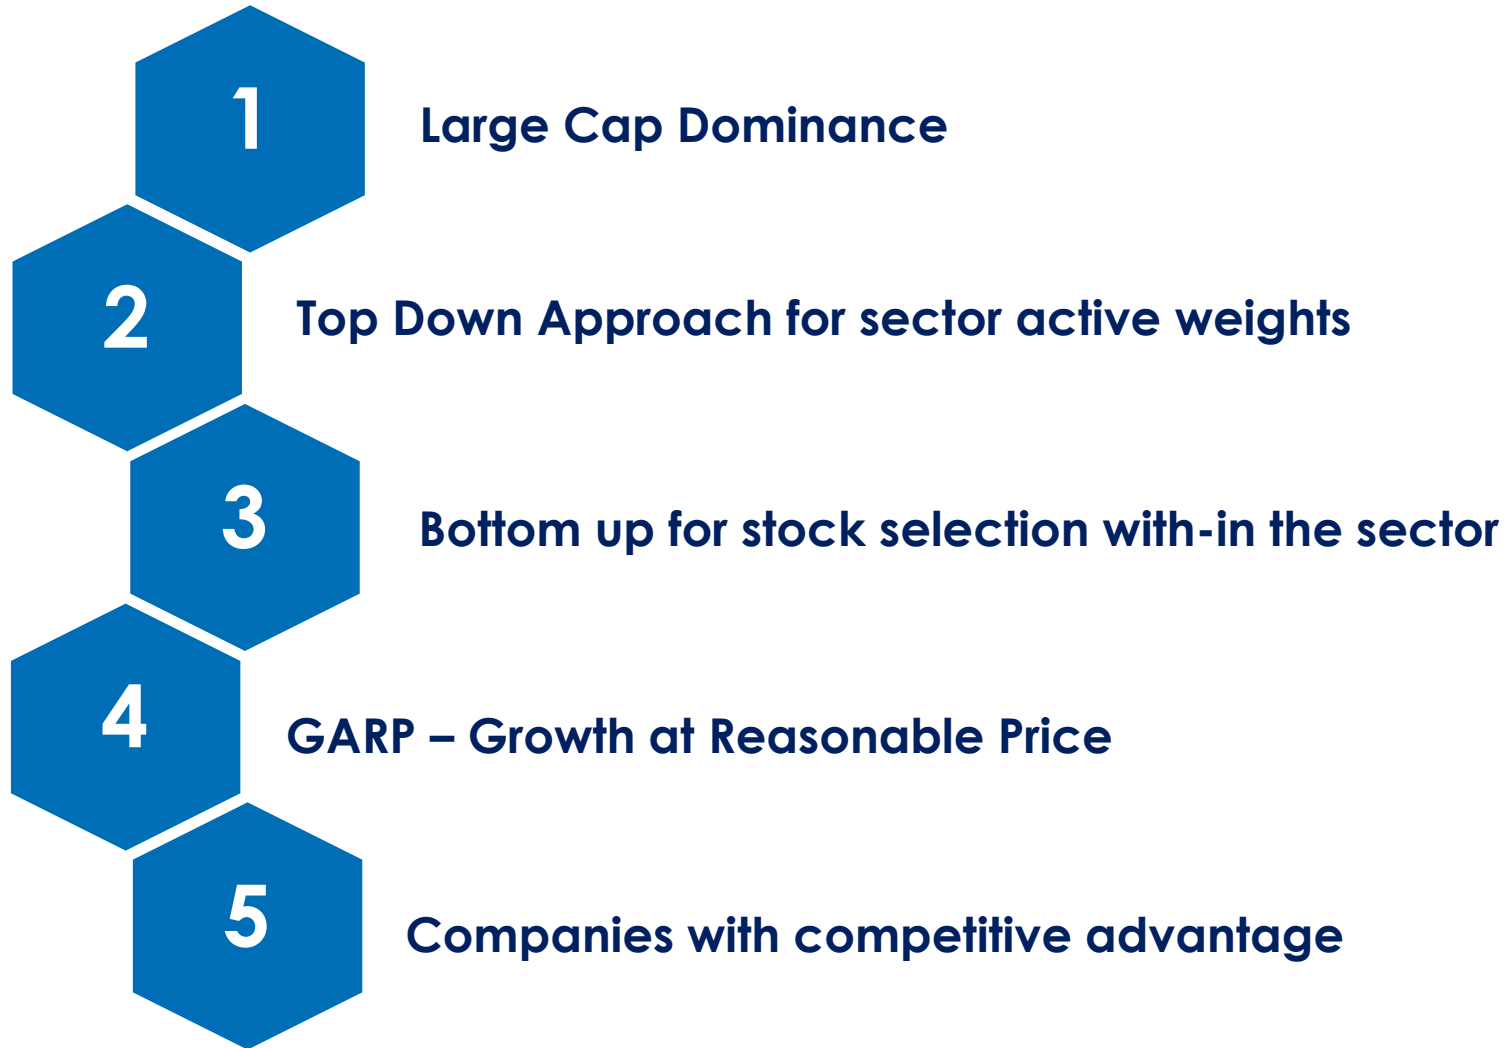 1
Large Cap Dominance
2
Top Down Approach for sector active weights
3
Bottom up for stock selection with-in the sector
4
GARP – Growth at Reasonable Price
5
Companies with competitive advantage